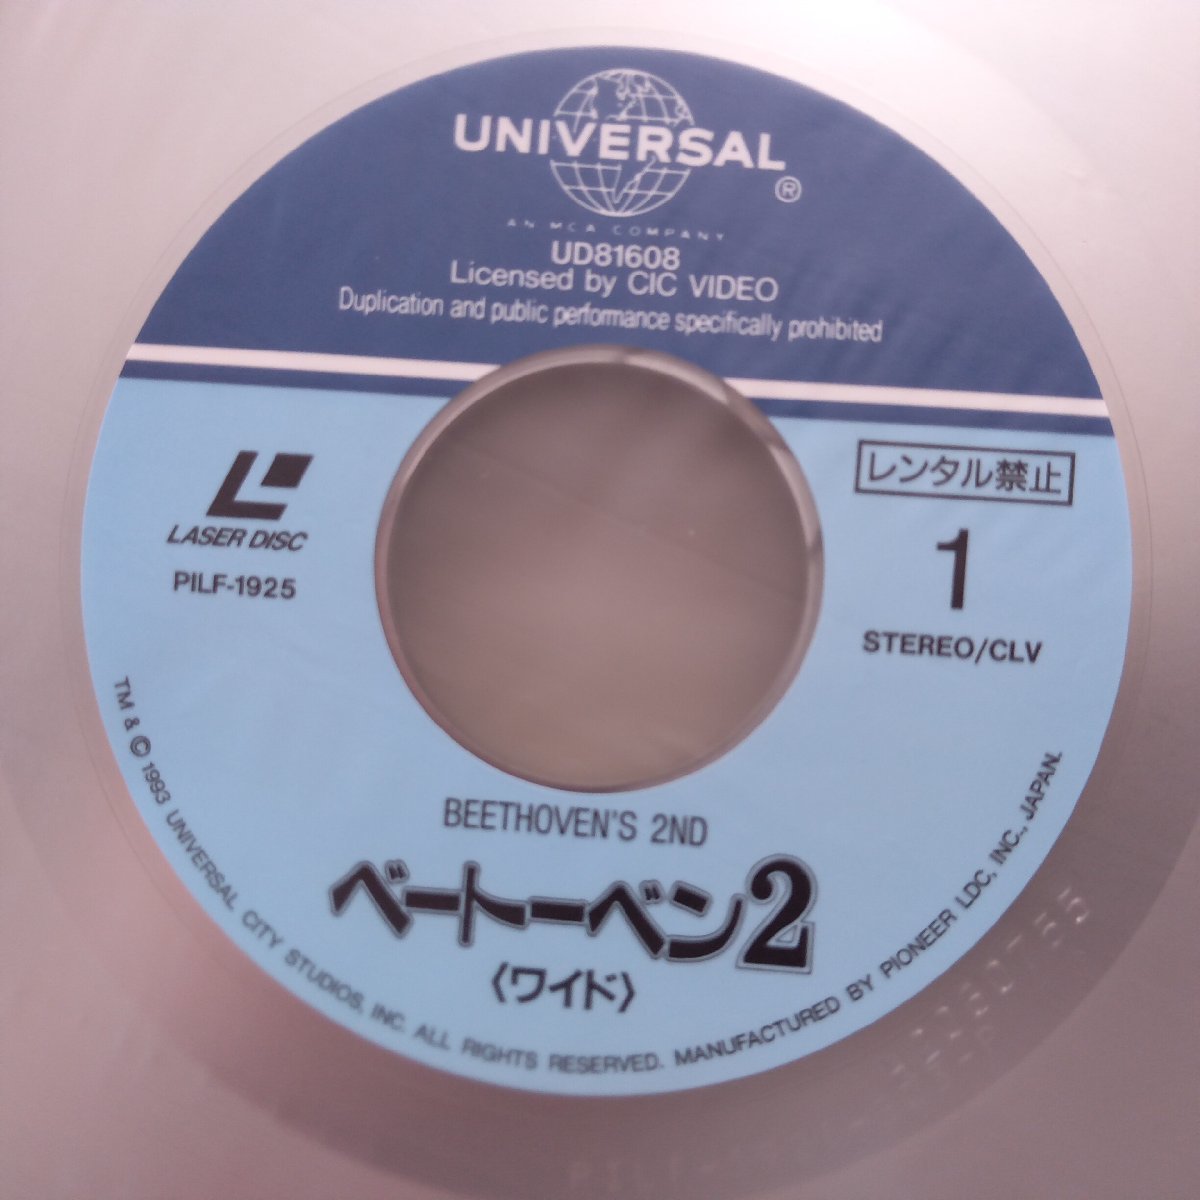 UNIVERSAL
®
AN MCA COMPANY
UD81608
Licensed by CIC VIDEO
Duplication and public performance specifically prohibited
LASER DISC
PILF-1925
レンタル禁止
1
STEREO/CLV
BEETHOVEN'S 2ND
ベートーベン2
〈ワイド〉
TM & © 1993 UNIVERSAL CITY STUDIOS, INC. ALL RIGHTS RESERVED. MANUFACTURED BY PIONEER LDC, INC., JAPAN.